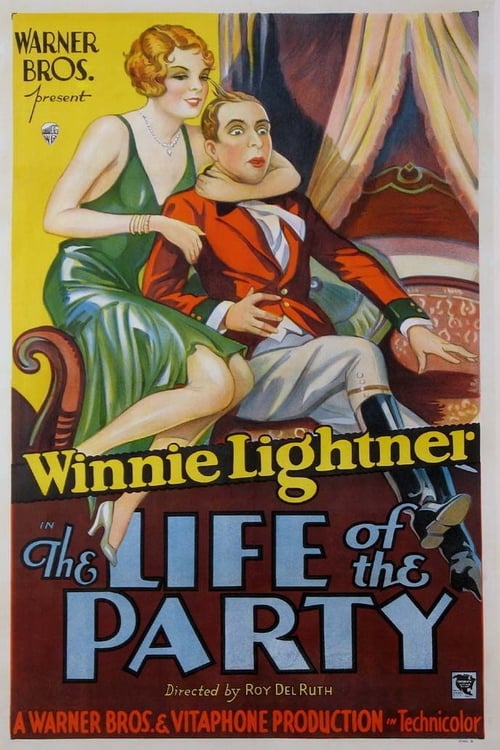 WARNER
BROS.
present
Winnie Lightner
IN
The LIFE of
the
PARTY
Directed by ROY DEL RUTH
A WARNER BROS. & VITAPHONE PRODUCTION IN Technicolor